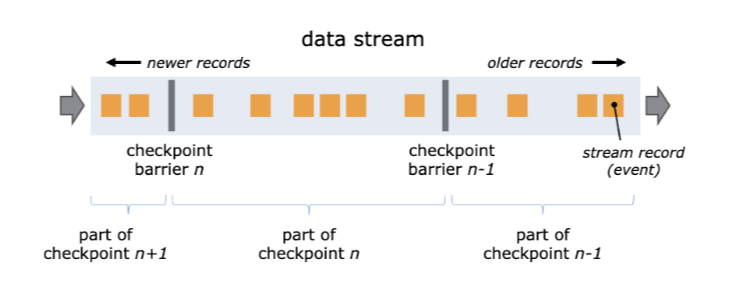 data stream
newer records
older records
checkpoint
barrier n
checkpoint
barrier n-1
stream record
(event)
part of
checkpoint n+1
part of
checkpoint n
part of
checkpoint n-1